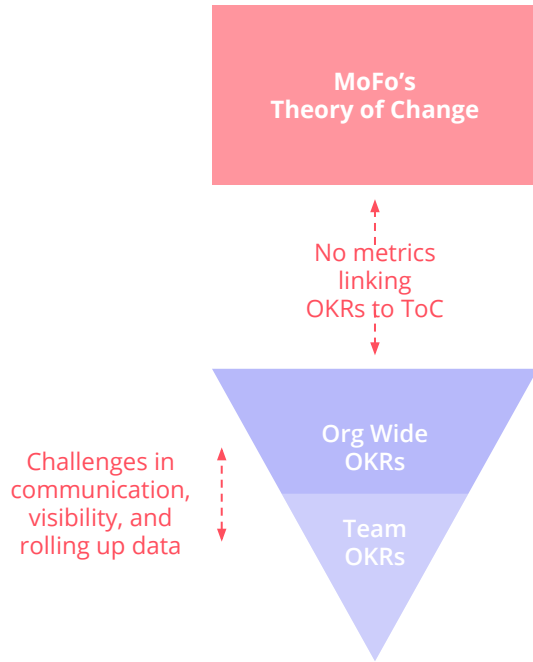 MoFo's
Theory of Change
No metrics
linking
OKRs to ToC
Org Wide
OKRs
Challenges in
communication,
visibility, and
rolling up data
Team
OKRs